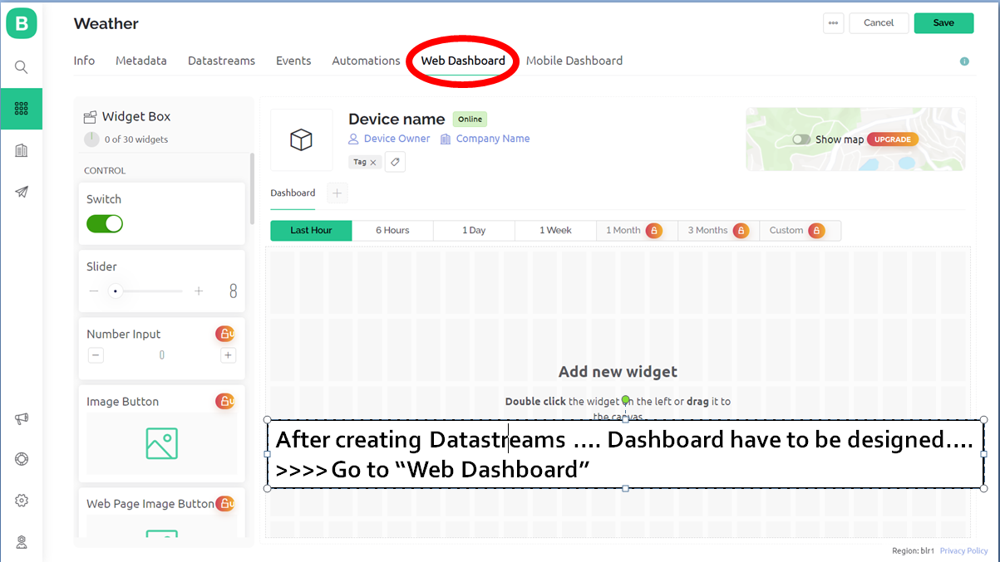 B
Weather
Cancel
Save
Info Metadata Datastreams Events Automations Web Dashboard Mobile Dashboard
Widget Box
0 of 30 widgets
CONTROL
Switch
Slider
8
Number Input
0
Image Button
Web Page Image Button
Device name Online
Device Owner Company Name
Tag
Show map UPGRADE
Dashboard
Last Hour 6 Hours 1 Day 1 Week 1 Month 3 Months Custom
Add new widget
Double click the widget on the left or drag it to
the canvas
After creating Datastreams .... Dashboard have to be designed....
>>>> Go to “Web Dashboard”
Region: blr1 Privacy Policy